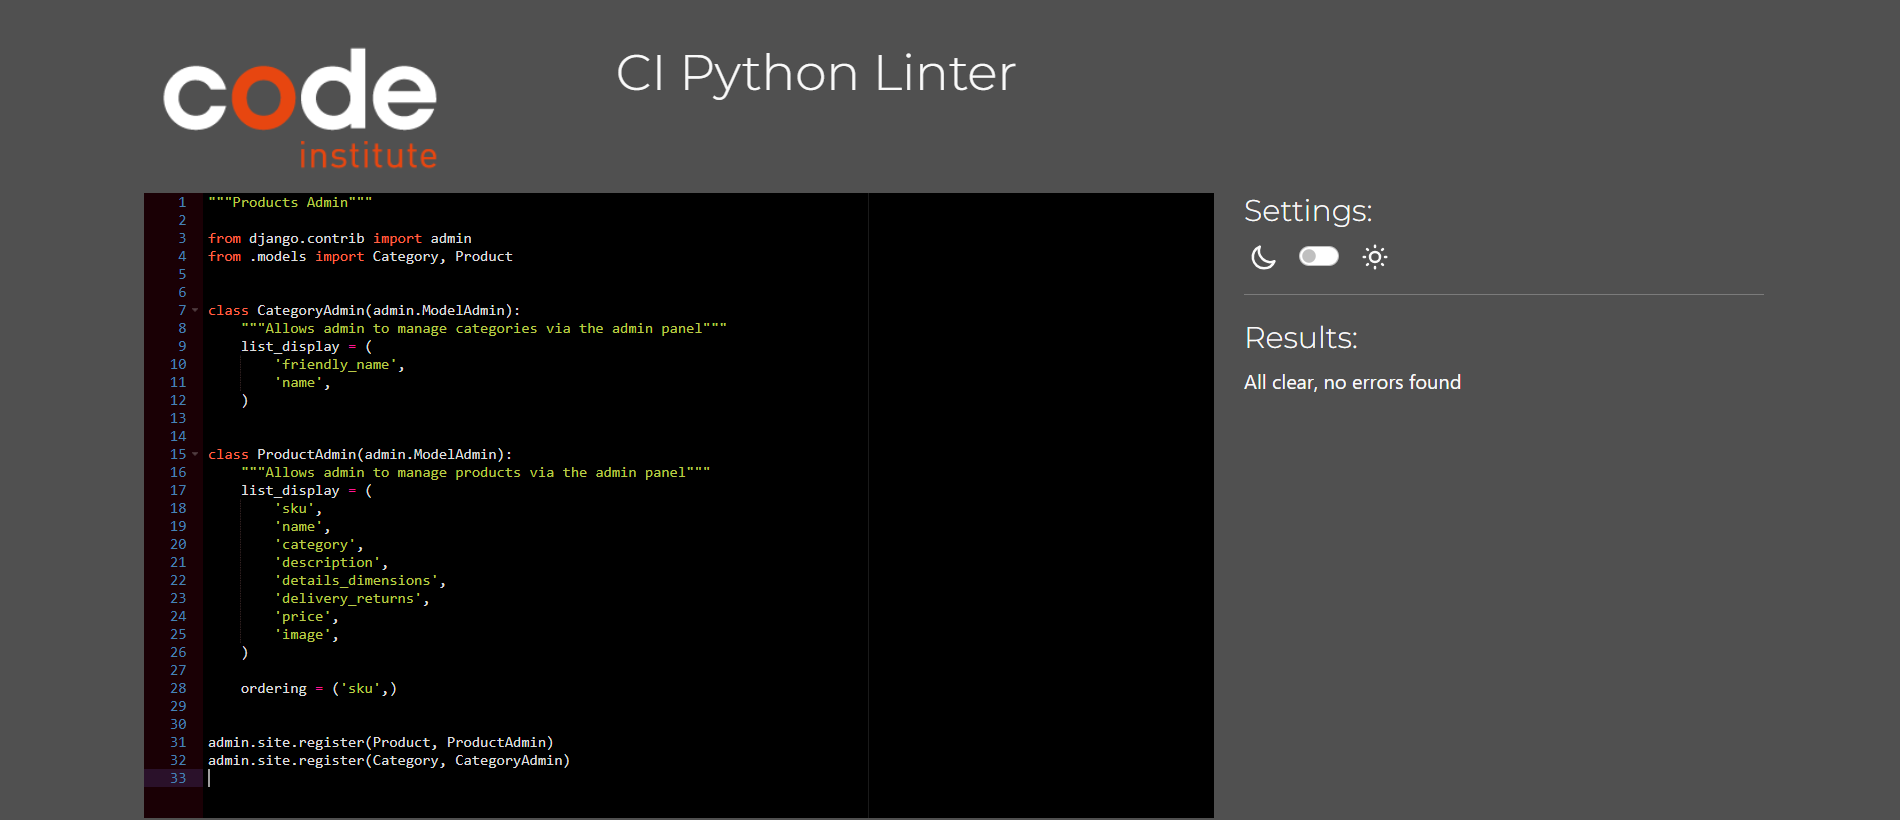 code
institute
CI Python Linter
1 """Products Admin"""
2
3 from django.contrib import admin
4 from .models import Category, Product
5
6
7 class CategoryAdmin(admin.ModelAdmin):
8     """Allows admin to manage categories via the admin panel"""
9     list_display = (
10         'friendly_name',
11         'name',
12     )
13
14
15 class ProductAdmin(admin.ModelAdmin):
16     """Allows admin to manage products via the admin panel"""
17     list_display = (
18         'sku',
19         'name',
20         'category',
21         'description',
22         'details_dimensions',
23         'delivery_returns',
24         'price',
25         'image',
26     )
27
28     ordering = ('sku',)
29
30
31 admin.site.register(Product, ProductAdmin)
32 admin.site.register(Category, CategoryAdmin)
33
Settings:
Results:
All clear, no errors found